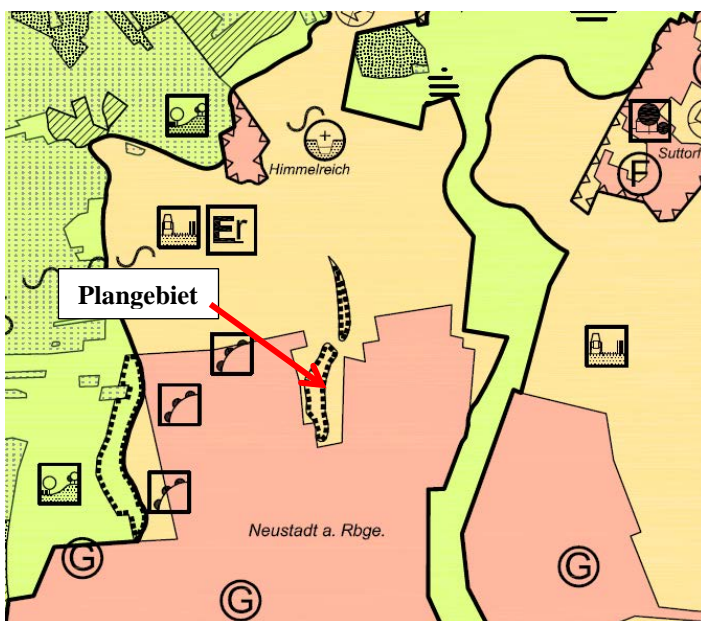 Suttorf
F
Himmelreich
Er
Plangebiet
Neustadt a. Rbge.
G
G
G